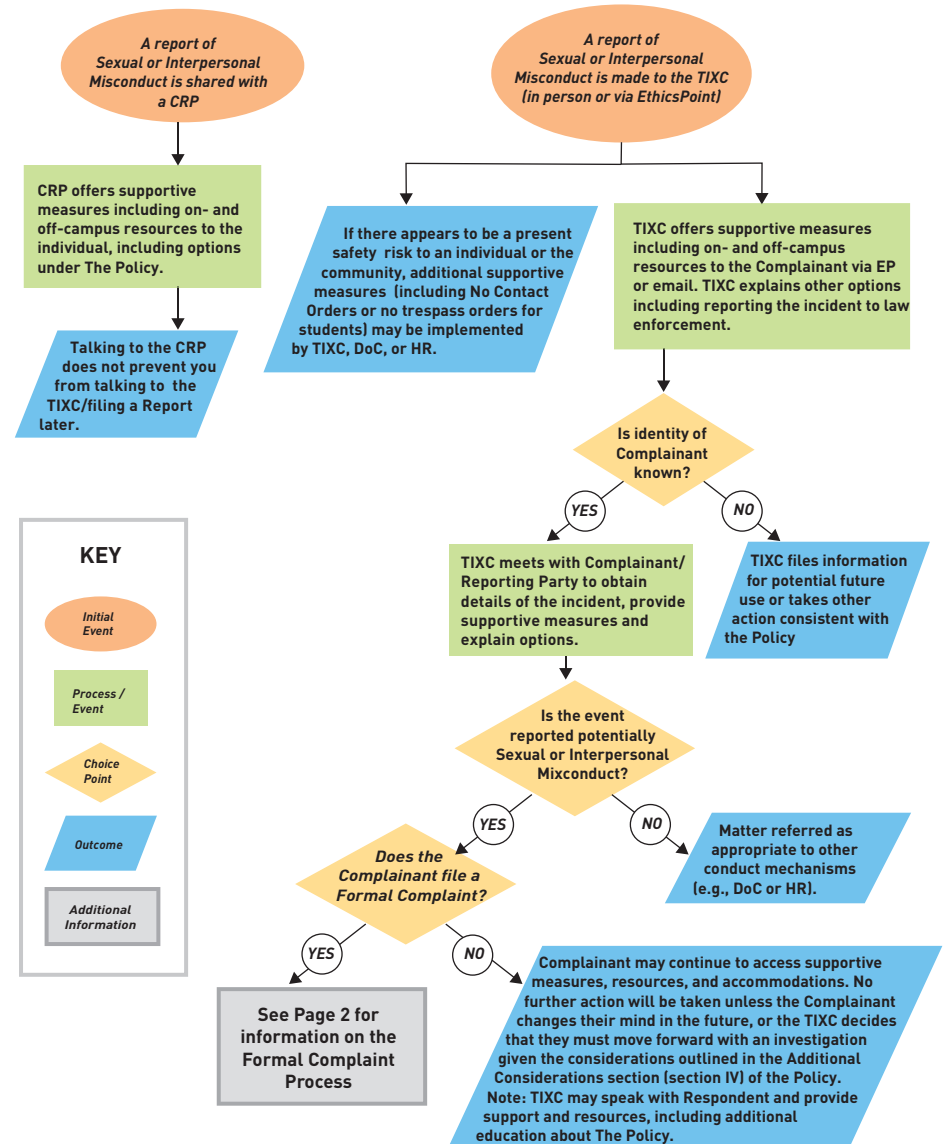 A report of
Sexual or Interpersonal
Misconduct is shared with
a CRP
CRP offers supportive
measures including on- and
off-campus resources to the
individual, including options
under The Policy.
Talking to the CRP
does not prevent you
from talking to the
TIXC/filing a Report
later.
A report of
Sexual or Interpersonal
Misconduct is made to the TIXC
(in person or via EthicsPoint)
If there appears to be a present
safety risk to an individual or the
community, additional supportive
measures (including No Contact
Orders or no trespass orders for
students) may be implemented
by TIXC, DoC, or HR.
TIXC offers supportive measures
including on- and off-campus
resources to the Complainant via EP
or email. TIXC explains other options
including reporting the incident to law
enforcement.
Is identity of
Complainant
known?
YES
NO
TIXC meets with Complainant/
Reporting Party to obtain
details of the incident, provide
supportive measures and
explain options.
TIXC files information
for potential future
use or takes other
action consistent with
the Policy
Is the event
reported potentially
Sexual or Interpersonal
Mixconduct?
YES
NO
Matter referred as
appropriate to other
conduct mechanisms
(e.g., DoC or HR).
Does the
Complainant file a
Formal Complaint?
YES
NO
See Page 2 for
information on the
Formal Complaint
Process
Complainant may continue to access supportive
measures, resources, and accommodations. No
further action will be taken unless the Complainant
changes their mind in the future, or the TIXC decides
that they must move forward with an investigation
given the considerations outlined in the Additional
Considerations section (section IV) of the Policy.
Note: TIXC may speak with Respondent and provide
support and resources, including additional
education about The Policy.
KEY
Initial
Event
Process /
Event
Choice
Point
Outcome
Additional
Information